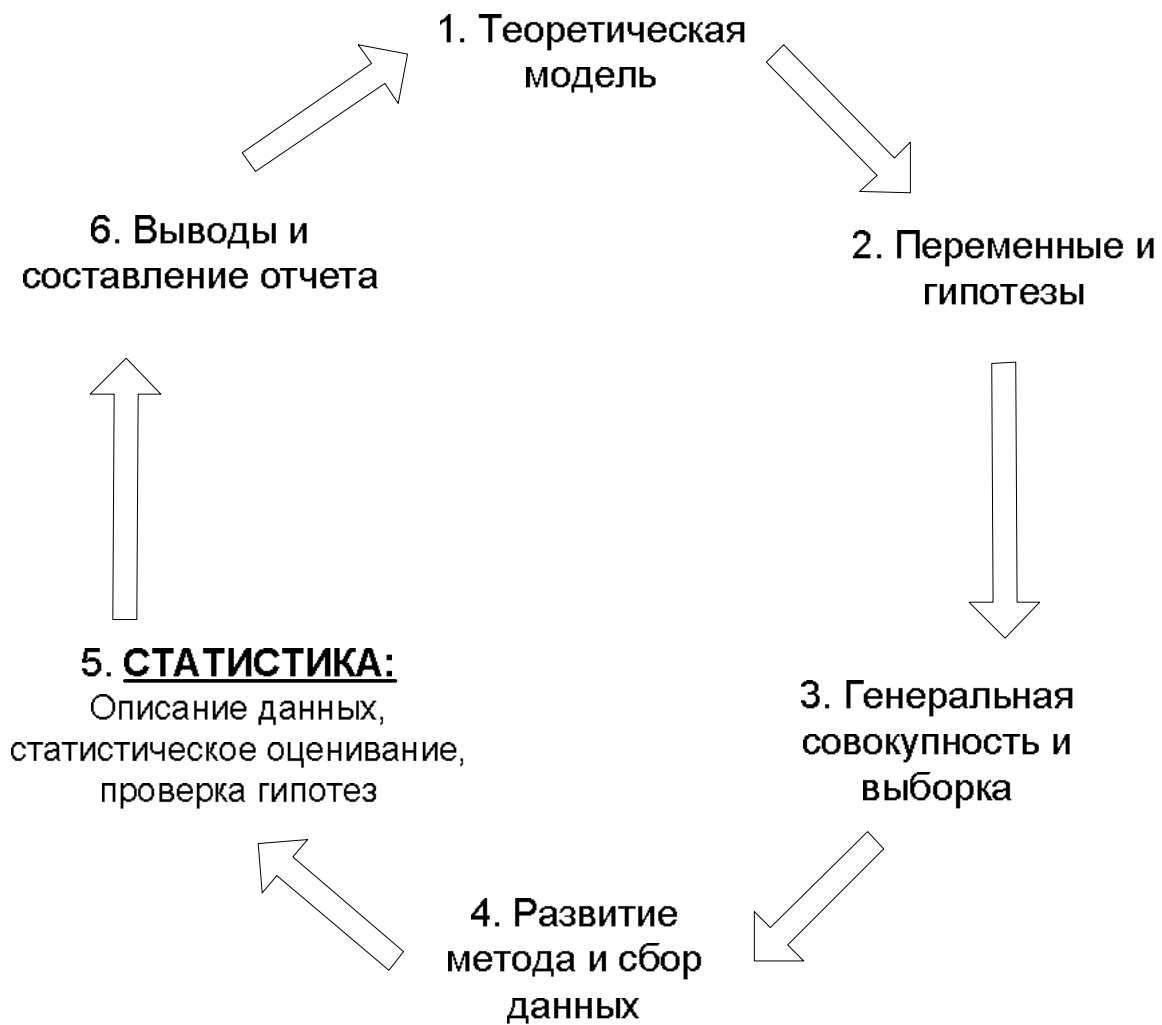 1. Теоретическая
модель
2. Переменные и
гипотезы
3. Генеральная
совокупность и
выборка
4. Развитие
метода и сбор
данных
5. СТАТИСТИКА:
Описание данных,
статистическое оценивание,
проверка гипотез
6. Выводы и
составление отчета